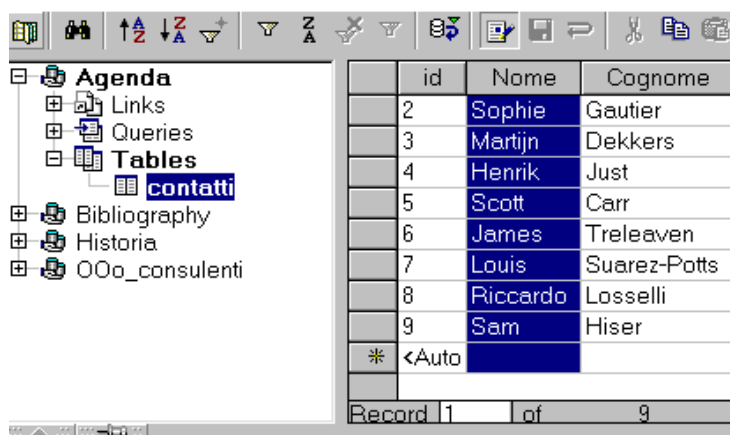 Agenda
Links
Queries
Tables
contatti
Bibliography
Historia
OOo_consulenti
id Nome Cognome
2 Sophie Gautier
3 Martijn Dekkers
4 Henrik Just
5 Scott Carr
6 James Treleaven
7 Louis Suarez-Potts
8 Riccardo Losselli
9 Sam Hiser
<Auto
Record 1 of 9